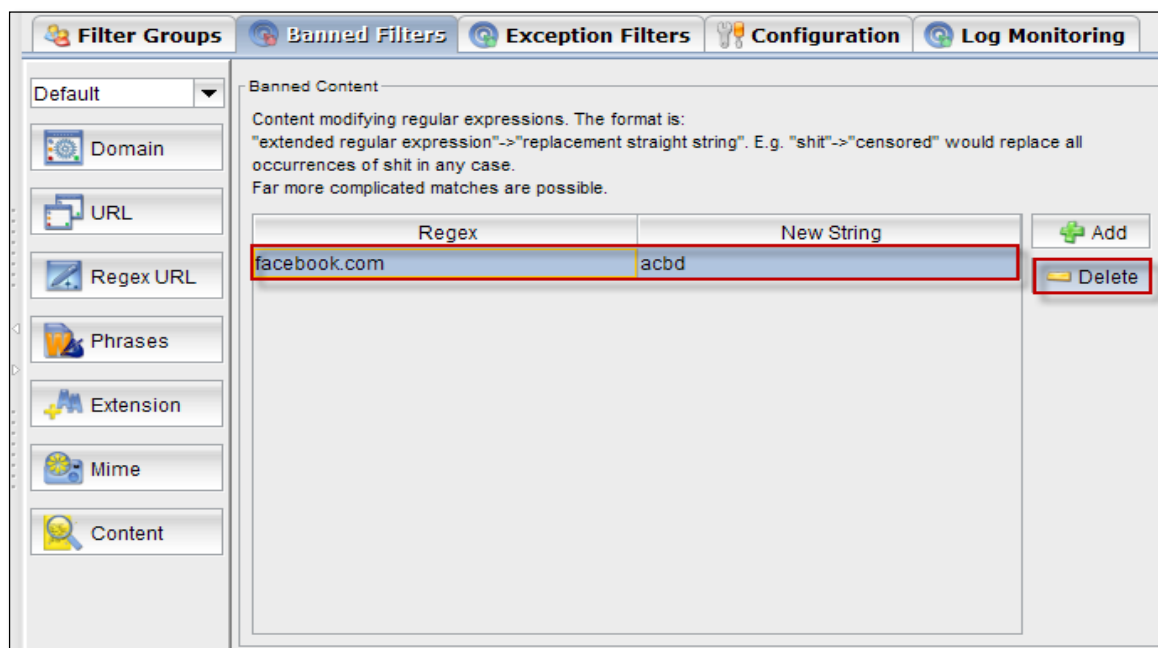 Filter Groups Banned Filters Exception Filters Configuration Log Monitoring
Default
Domain
URL
Regex URL
Phrases
Extension
Mime
Content
Banned Content
Content modifying regular expressions. The format is:
"extended regular expression"->"replacement straight string". E.g. "shit"->"censored" would replace all
occurrences of shit in any case.
Far more complicated matches are possible.
Regex New String
facebook.com acbd
Add
Delete